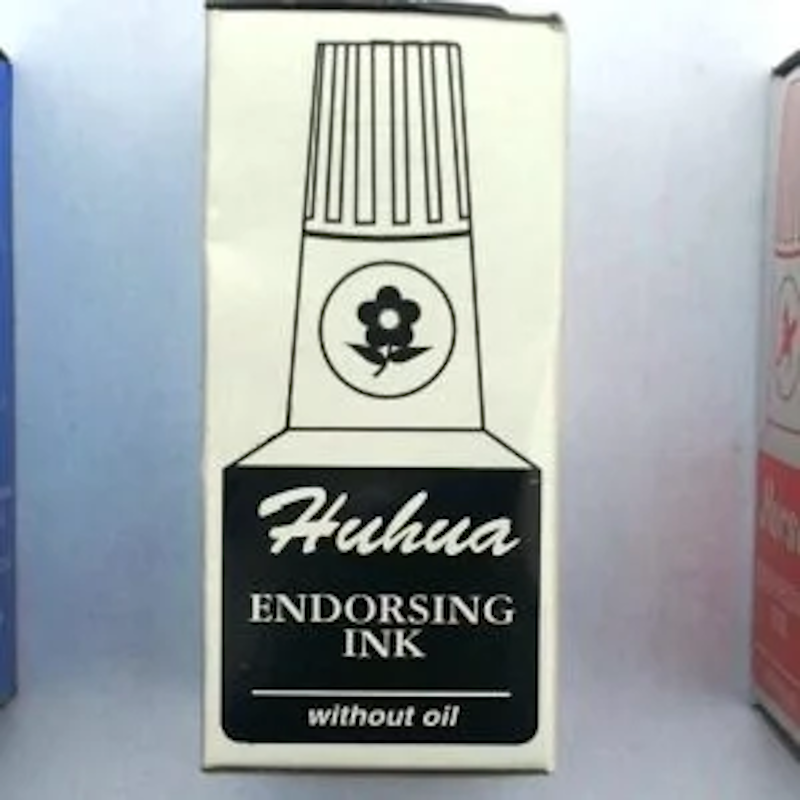 Huhua
ENDORSING
INK
without oil